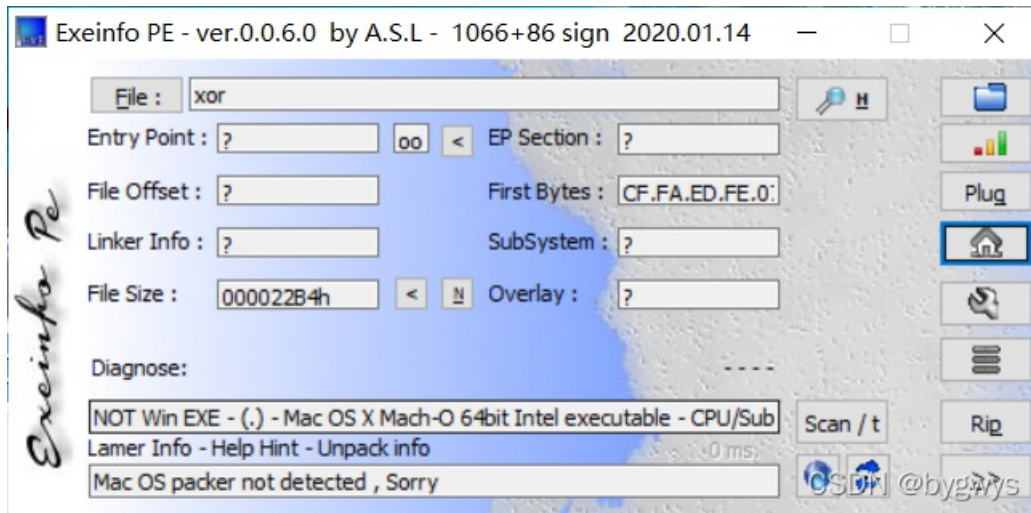 Exeinfo PE - ver.0.0.6.0 by A.S.L - 1066+86 sign 2020.01.14
File : xor H
Entry Point : ? oo < EP Section : ?
File Offset : ? First Bytes : CF.FA.ED.FE.0 Plug
Linker Info : ? SubSystem : ?
File Size : 000022B4h < N Overlay : ?
Exeinfo Pe
Diagnose: - - - -
NOT Win EXE - (.) - Mac OS X Mach-O 64bit Intel executable - CPU/Sub Scan / t Rip
Lamer Info - Help Hint - Unpack info 0 ms.
Mac OS packer not detected , Sorry >>
CSDN @bygwys